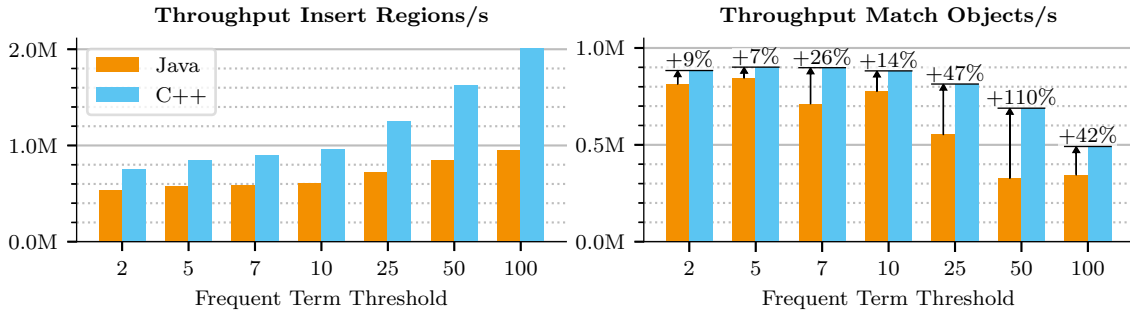 Throughput Insert Regions/s
2.0M
1.0M
0.0M
Java
C++
2 5 7 10 25 50 100
Frequent Term Threshold
Throughput Match Objects/s
1.0M
0.5M
0.0M
+9% +7% +26% +14% +47% +110% +42%
2 5 7 10 25 50 100
Frequent Term Threshold